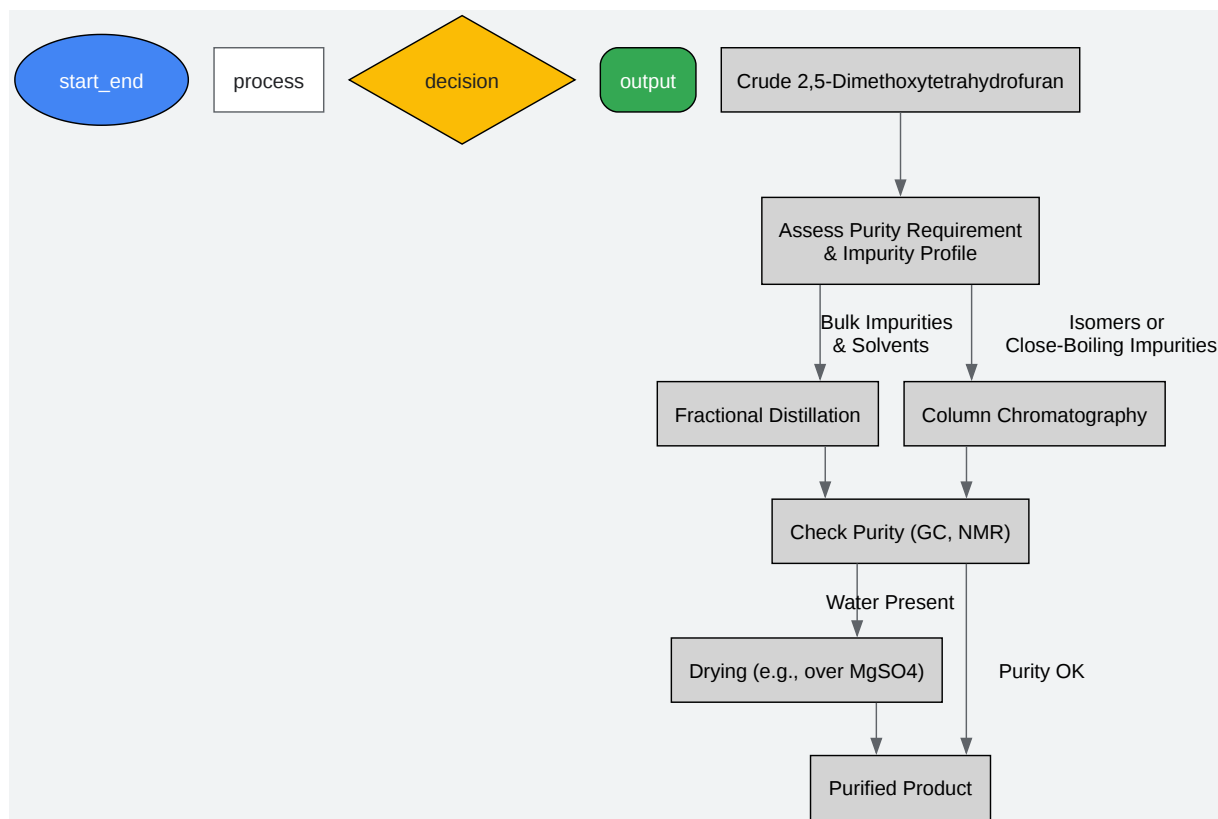 start_end
process
decision
output
Crude 2,5-Dimethoxytetrahydrofuran
Assess Purity Requirement
& Impurity Profile
Bulk Impurities
& Solvents
Isomers or
Close-Boiling Impurities
Fractional Distillation
Column Chromatography
Check Purity (GC, NMR)
Water Present
Drying (e.g., over MgSO4)
Purity OK
Purified Product